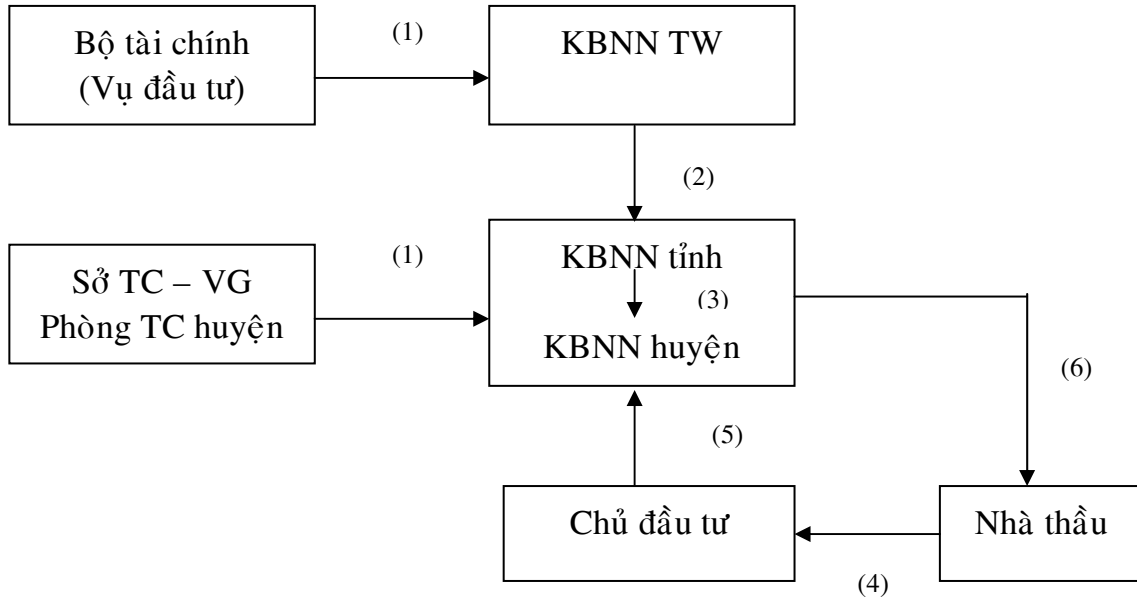 Bộ tài chính
(Vụ đầu tư)
(1)
KBNN TW
(2)
Sở TC – VG
Phòng TC huyện
(1)
KBNN tỉnh
(3)
KBNN huyện
(6)
(5)
Chủ đầu tư
Nhà thầu
(4)